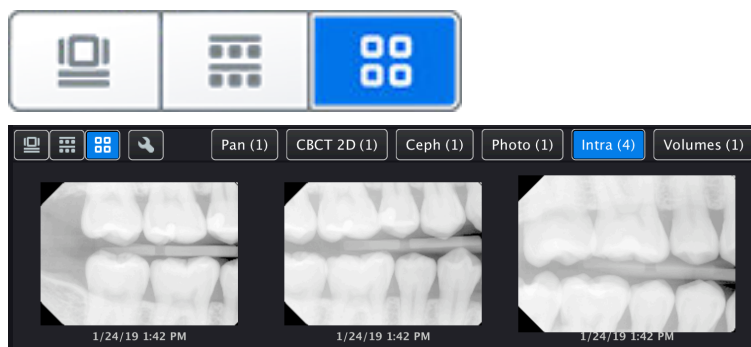 Pan (1) CBCT 2D (1) Ceph (1) Photo (1) Intra (4) Volumes (1)
1/24/19 1:42 PM 1/24/19 1:42 PM 1/24/19 1:42 PM